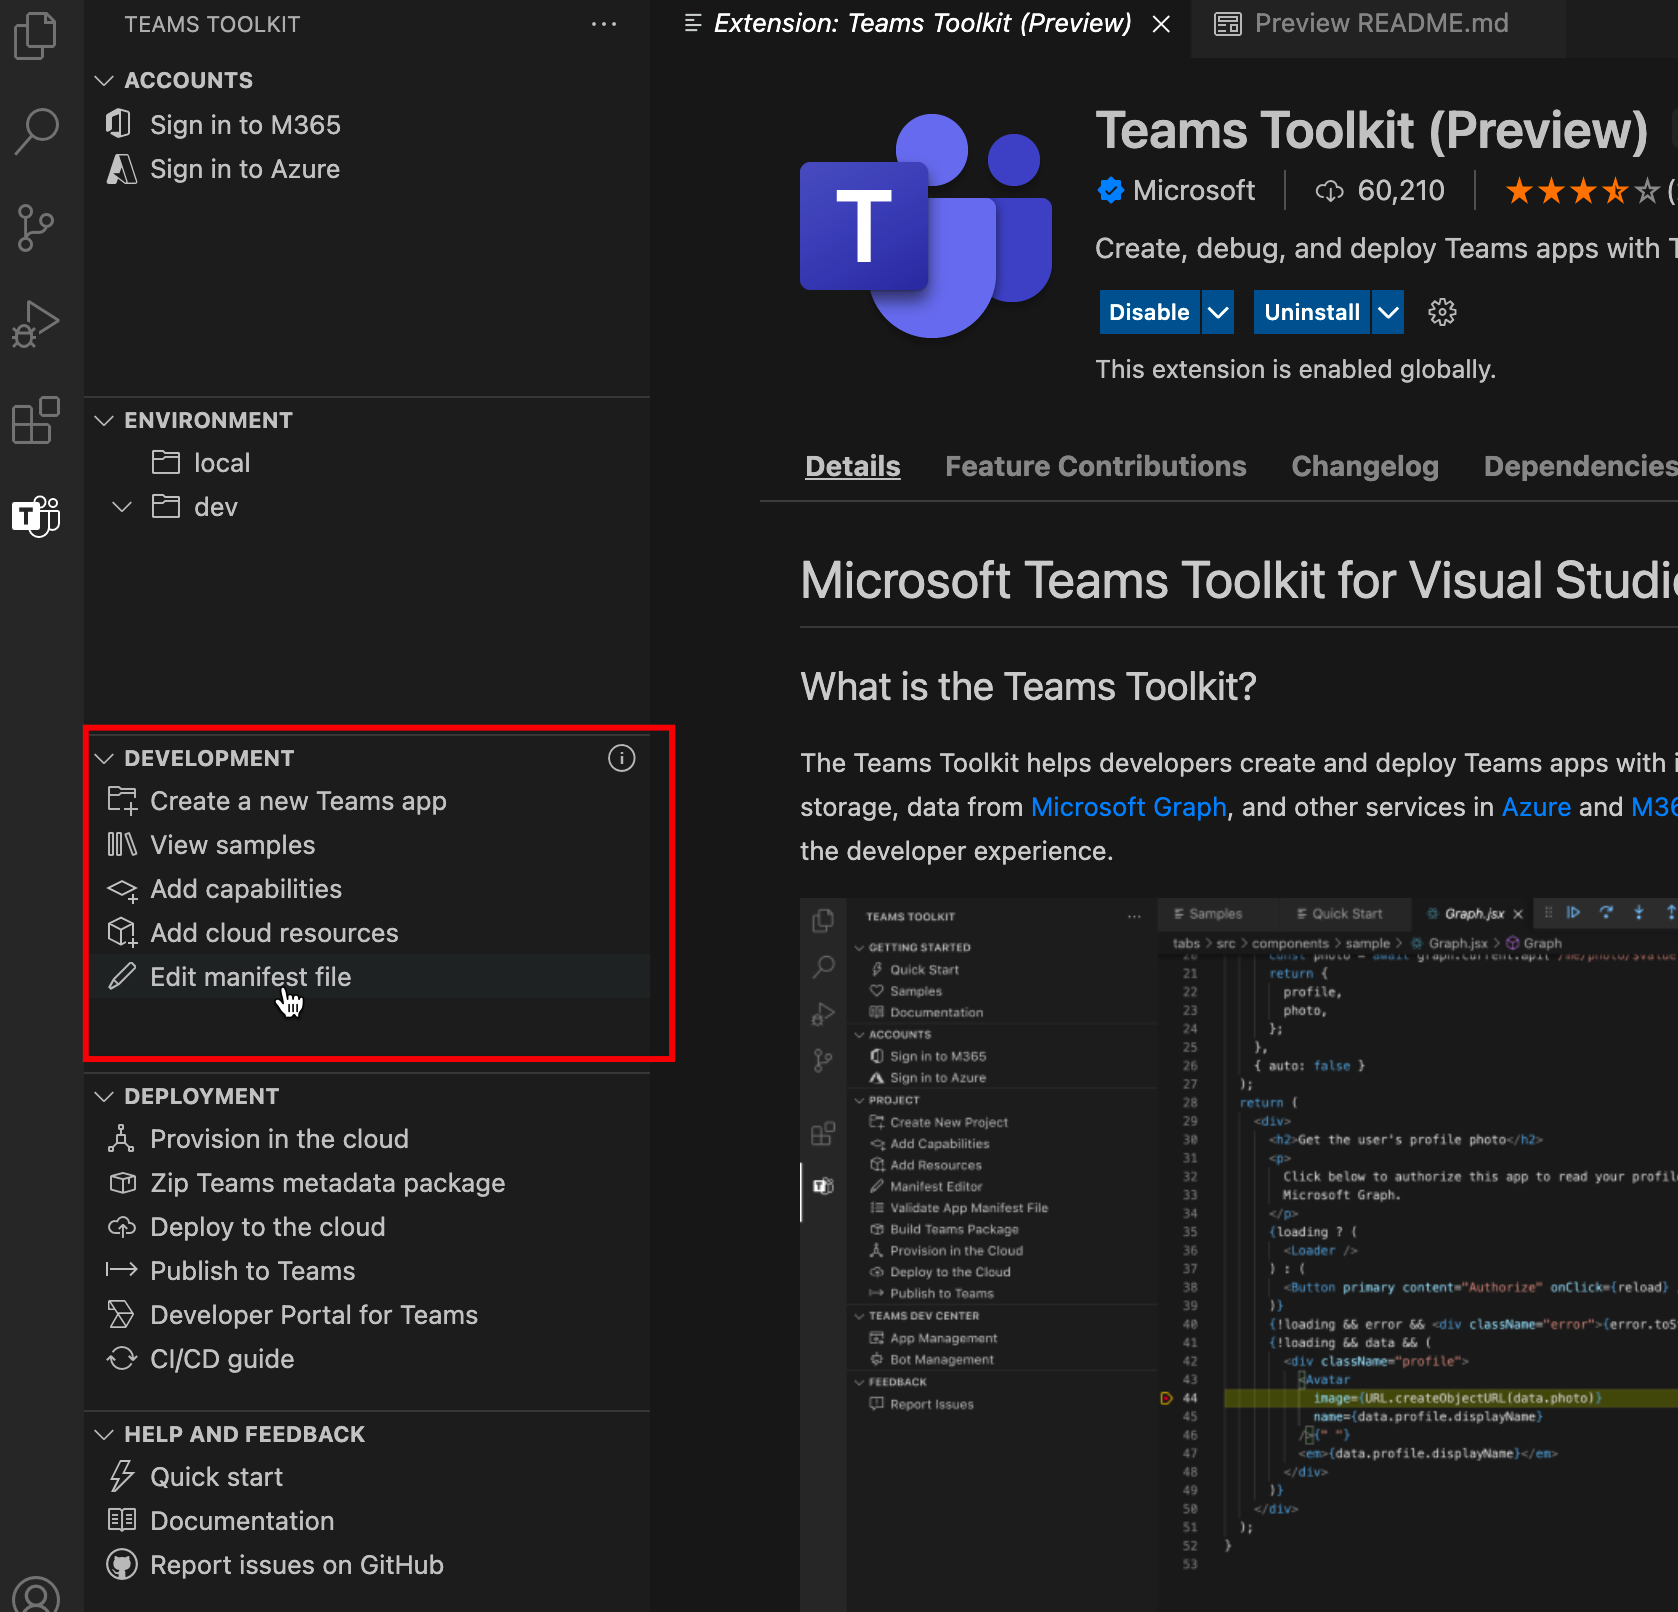 TEAMS TOOLKIT
ACCOUNTS
Sign in to M365
Sign in to Azure
ENVIRONMENT
local
dev
DEVELOPMENT
Create a new Teams app
View samples
Add capabilities
Add cloud resources
Edit manifest file
DEPLOYMENT
Provision in the cloud
Zip Teams metadata package
Deploy to the cloud
Publish to Teams
Developer Portal for Teams
CI/CD guide
HELP AND FEEDBACK
Quick start
Documentation
Report issues on GitHub
Extension: Teams Toolkit (Preview)
Preview README.md
T
Teams Toolkit (Preview)
Microsoft
60,210
Create, debug, and deploy Teams apps with
Disable
Uninstall
This extension is enabled globally.
Details
Feature Contributions
Changelog
Dependencies
Microsoft Teams Toolkit for Visual
What is the Teams Toolkit?
The Teams Toolkit helps developers create and deploy Teams apps with
storage, data from Microsoft Graph, and other services in Azure and
the developer experience.
TEAMS TOOLKIT
GETTING STARTED
Quick Start
Samples
Documentation
ACCOUNTS
Sign in to M365
Sign in to Azure
PROJECT
Create New Project
Add Capabilities
Add Resources
Manifest Editor
Validate App Manifest File
Build Teams Package
Provision in the Cloud
Deploy to the Cloud
Publish to Teams
TEAMS DEV CENTER
App Management
Bot Management
FEEDBACK
Report Issues
Samples
Quick Start
Graph.jsx
tabs > src > components > sample > Graph.jsx > Graph
21 return {
22 profile,
23 photo,
24 };
25 },
26 { auto: false }
27 );
28 return (
29 <div>
30 <h2>Get the user's profile photo</h2>
31 <p>
32 Click below to authorize this app to read your
33 Microsoft Graph.
34 </p>
35 {loading ? (
36 <Loader />
37 ) : (
38 <Button primary content="Authorize" onClick={reload}
39 )}
40 {!loading && error && <div className="error">
41 {!loading && data && (
42 <div className="profile">
43 <Avatar
44 image={URL.createObjectURL(data.photo)}
45 name={data.profile.displayName}
46 />{" "}
47 <em>{data.profile.displayName}</em>
48 </div>
49 )}
50 </div>
51 );
52 }
53